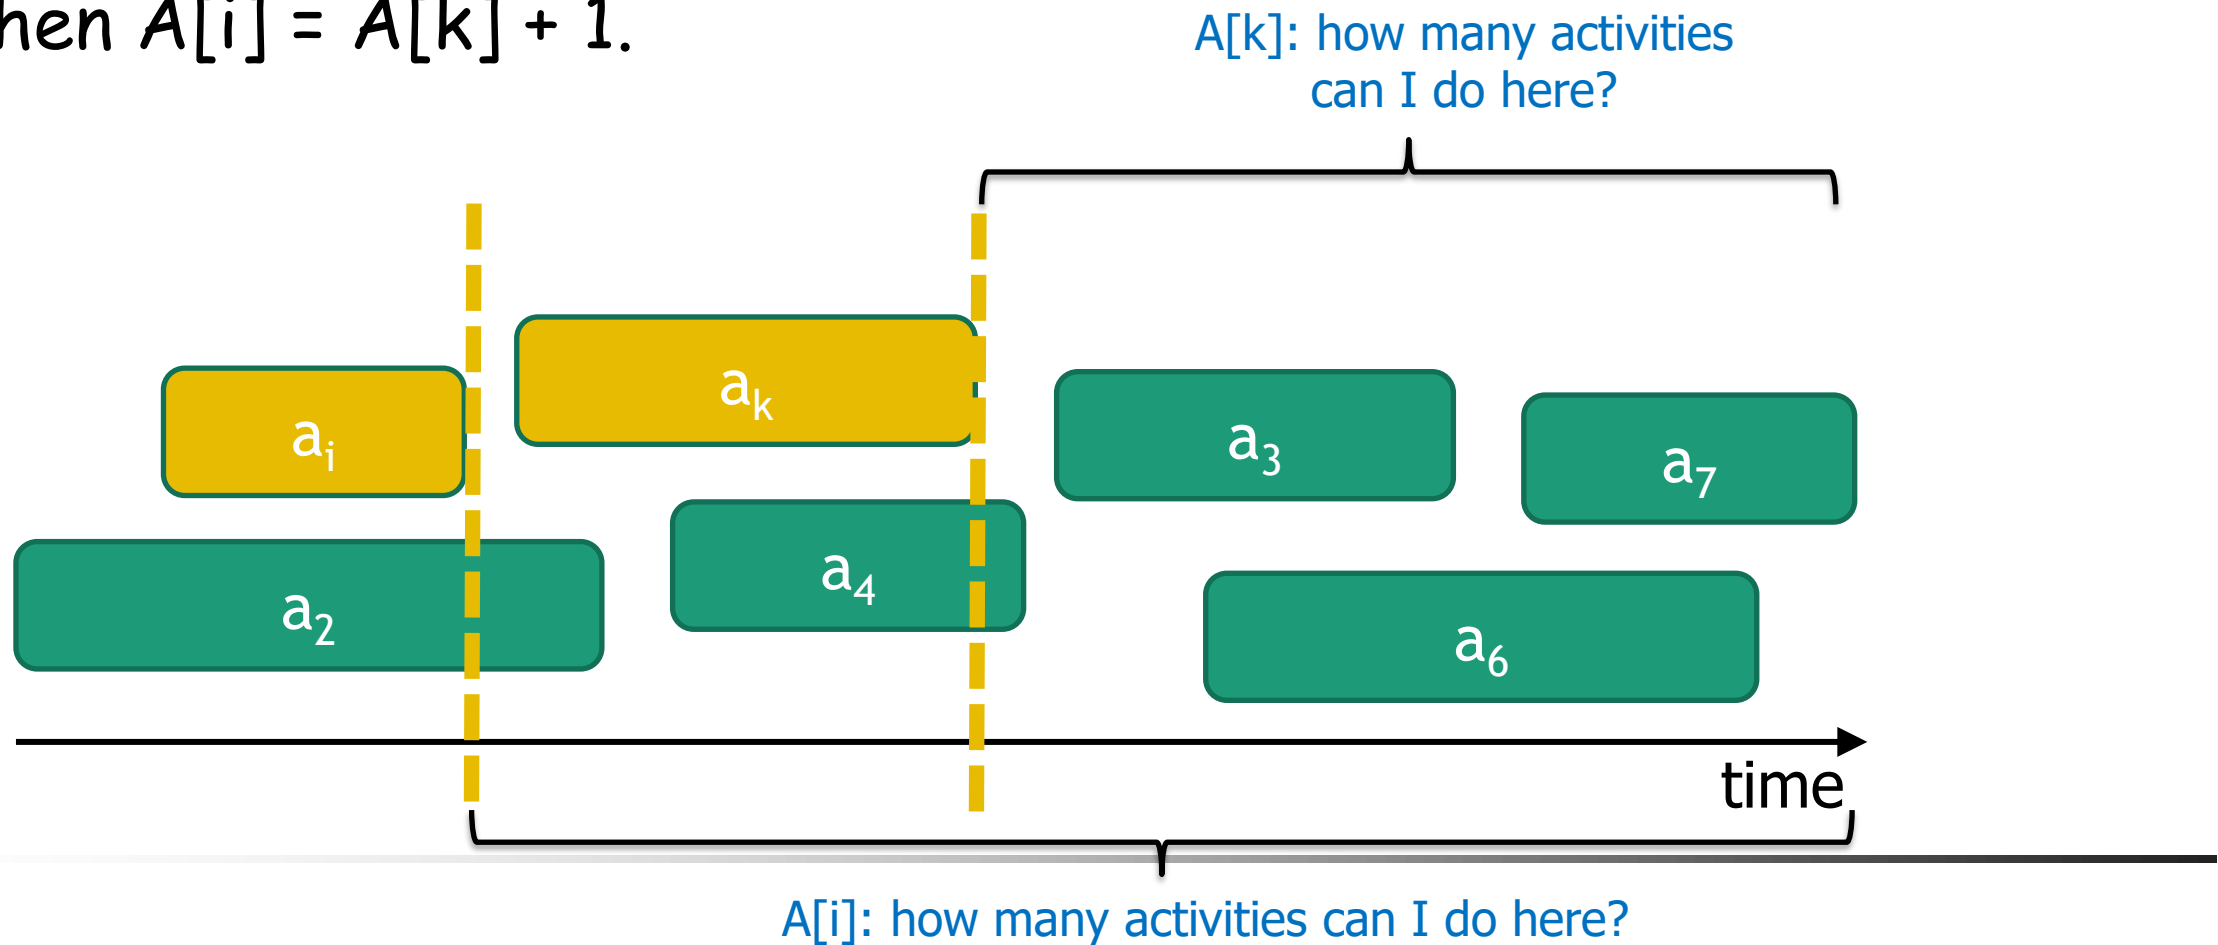 hen A[i] = A[k] + 1.
A[k]: how many activities
can I do here?
aᵢ
aₖ
a₃
a₇
a₂
a₄
a₆
time
A[i]: how many activities can I do here?